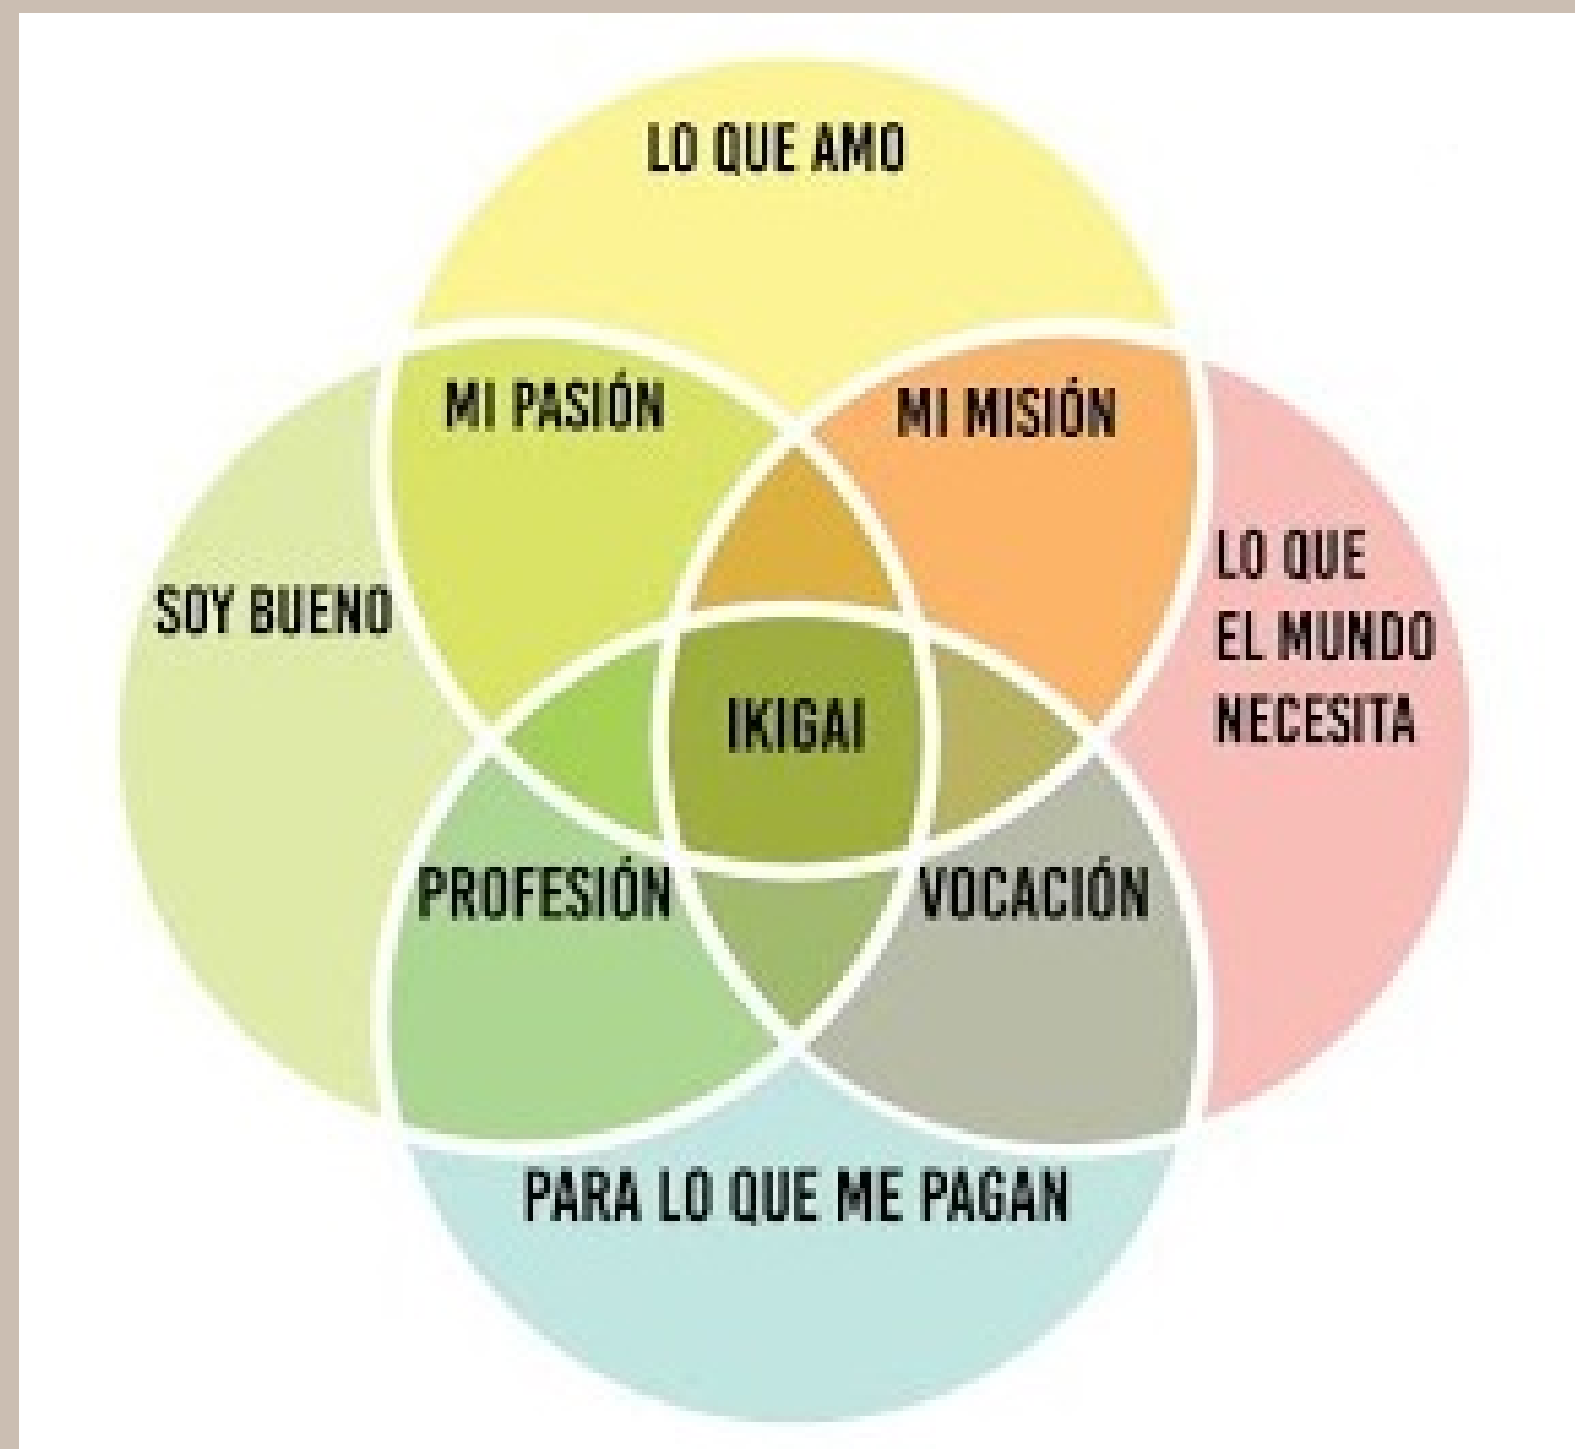 LO QUE AMO
MI PASIÓN
MI MISIÓN
SOY BUENO
LO QUE
EL MUNDO
NECESITA
IKIGAI
PROFESIÓN
VOCACIÓN
PARA LO QUE ME PAGAN